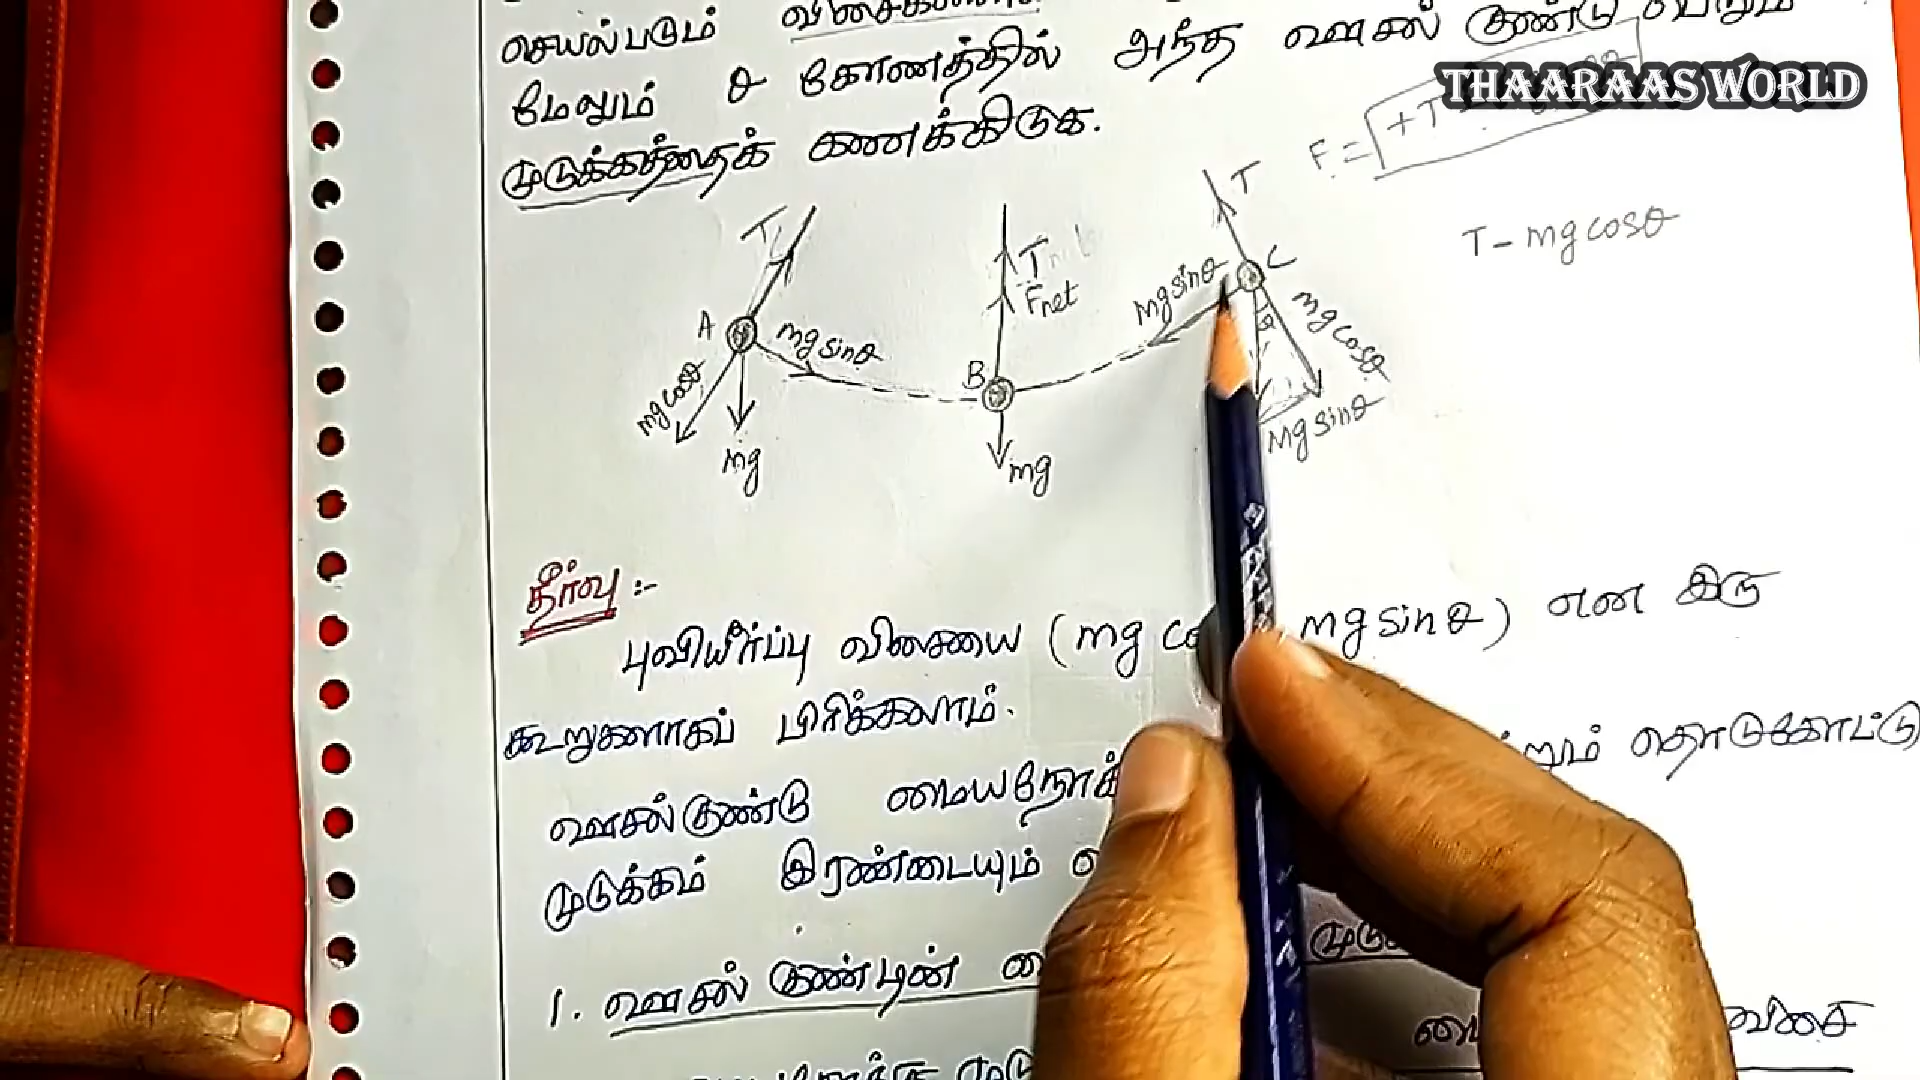 செயல்படும் விசைகளைக்
மேலும் θ கோணத்தில் அந்த ஊசல் குண்டு பெறும்
முடுக்கத்தைக் கணக்கிடுக.
THAARAAS WORLD
F = +T
T - mg cosθ
T
T
T
Fnet
A
B
C
mg sinθ
mg sinθ
mg cosθ
mg cosθ
θ
mg sinθ
mg
mg
தீர்வு :-
புவியீர்ப்பு விசையை (mg mg sinθ) என இரு
கூறுகளாகப் பிரிக்கலாம்.
ஊசல்குண்டு மையநோக் தொடுகோட்டு
முடுக்கம் இரண்டையும்
1. ஊசல் குண்டின்
விசை